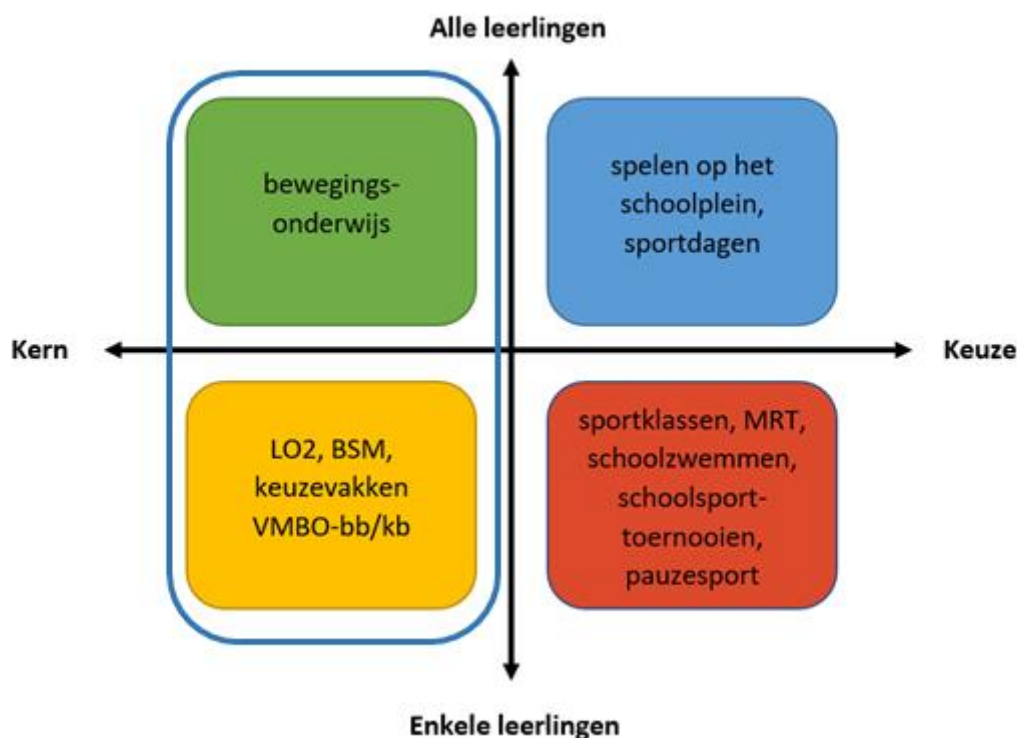 Alle leerlingen
bewegings-
onderwijs
spelen op het
schoolplein,
sportdagen
Kern
Keuze
LO2, BSM,
keuzevakken
VMBO-bb/kb
sportklassen, MRT,
schoolzwemmen,
schoolsport-
toernooien,
pauzesport
Enkele leerlingen